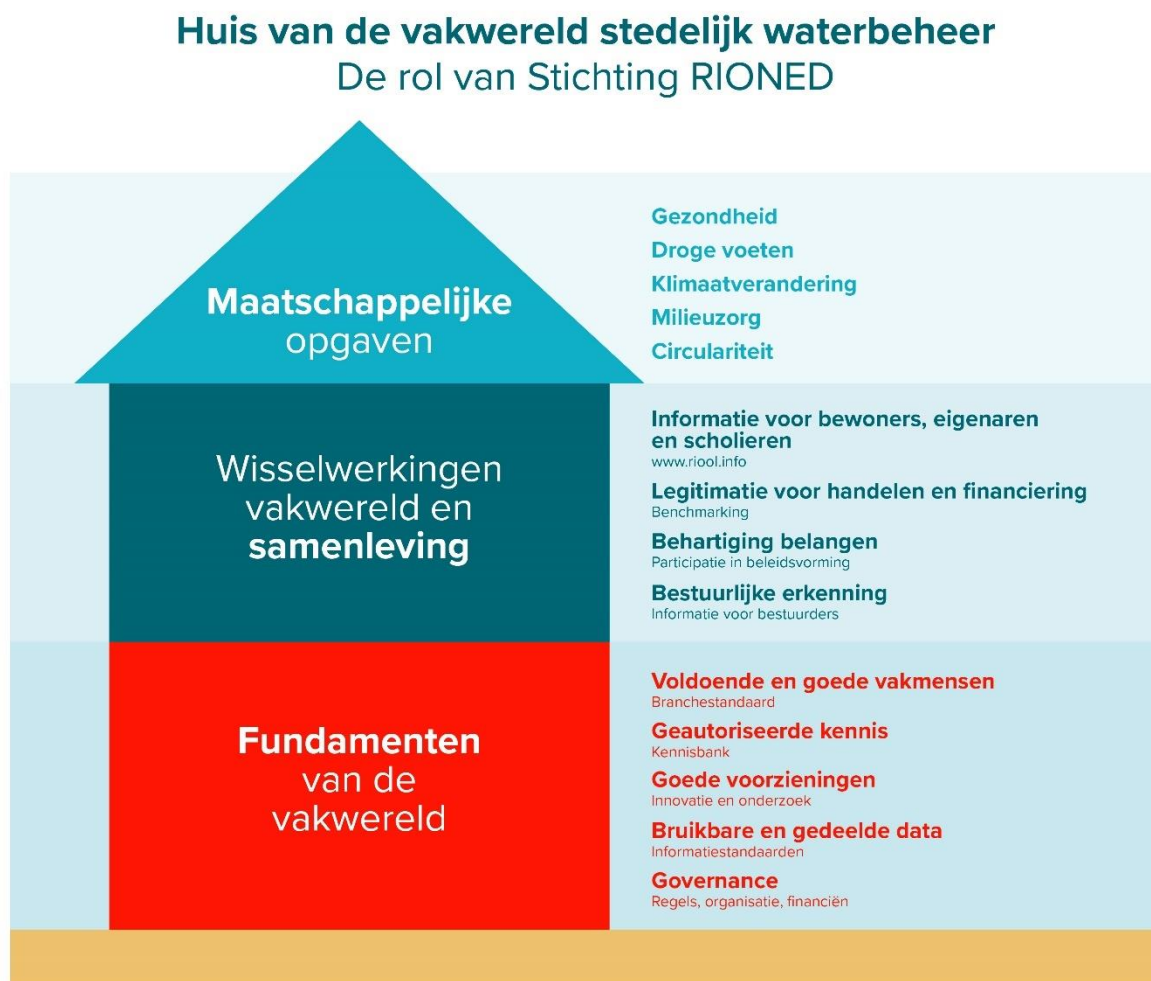 Huis van de vakwereld stedelijk waterbeheer
De rol van Stichting RIONED
Maatschappelijke
opgaven
Gezondheid
Droge voeten
Klimaatverandering
Milieuzorg
Circulariteit
Wisselwerkingen
vakwereld en
samenleving
Informatie voor bewoners, eigenaren
en scholieren
www.riool.info
Legitimatie voor handelen en financiering
Benchmarking
Behartiging belangen
Participatie in beleidsvorming
Bestuurlijke erkenning
Informatie voor bestuurders
Fundamenten
van de
vakwereld
Voldoende en goede vakmensen
Branchestandaard
Geautoriseerde kennis
Kennisbank
Goede voorzieningen
Innovatie en onderzoek
Bruikbare en gedeelde data
Informatiestandaarden
Governance
Regels, organisatie, financiën